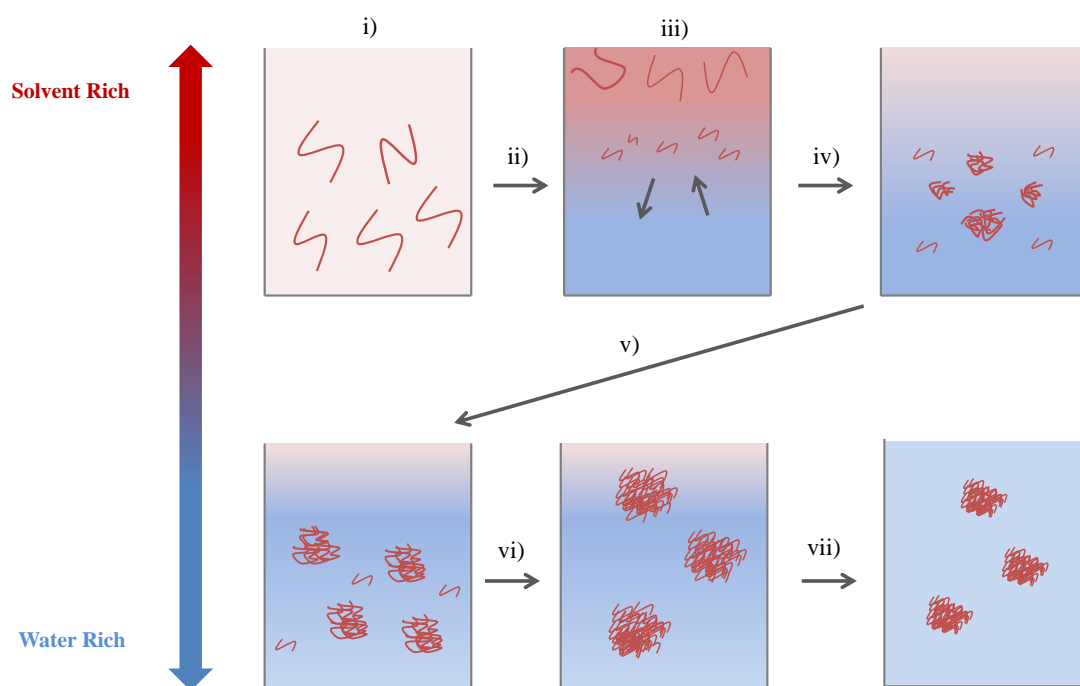 i)
iii)
Solvent Rich
ii)
iv)
v)
vi)
vii)
Water Rich